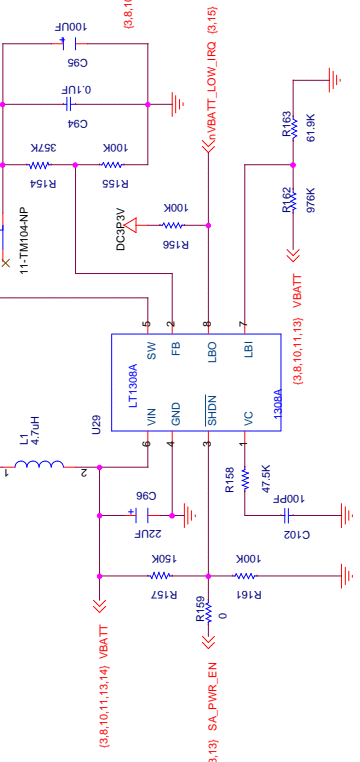 100UF
C95
0.1UF
C94
357K
R154
100K
R155
{3,8,10
11-TM104-NP
DC3P3V
100K
R156
nVBATT_LOW_IRQ {3,15}
R163
61.9K
R162
976K
{3,8,10,11,13} VBATT
5
2
8
7
SW
FB
LBO
LBI
LT1308A
1308A
U29
VIN
GND
SHDN
VC
6
4
3
1
L1
4.7uH
1
2
C96
22UF
R158
47.5K
100PF
C102
150K
R157
100K
R161
R159
0
{3,8,10,11,13,14} VBATT
3,13} SA_PWR_EN